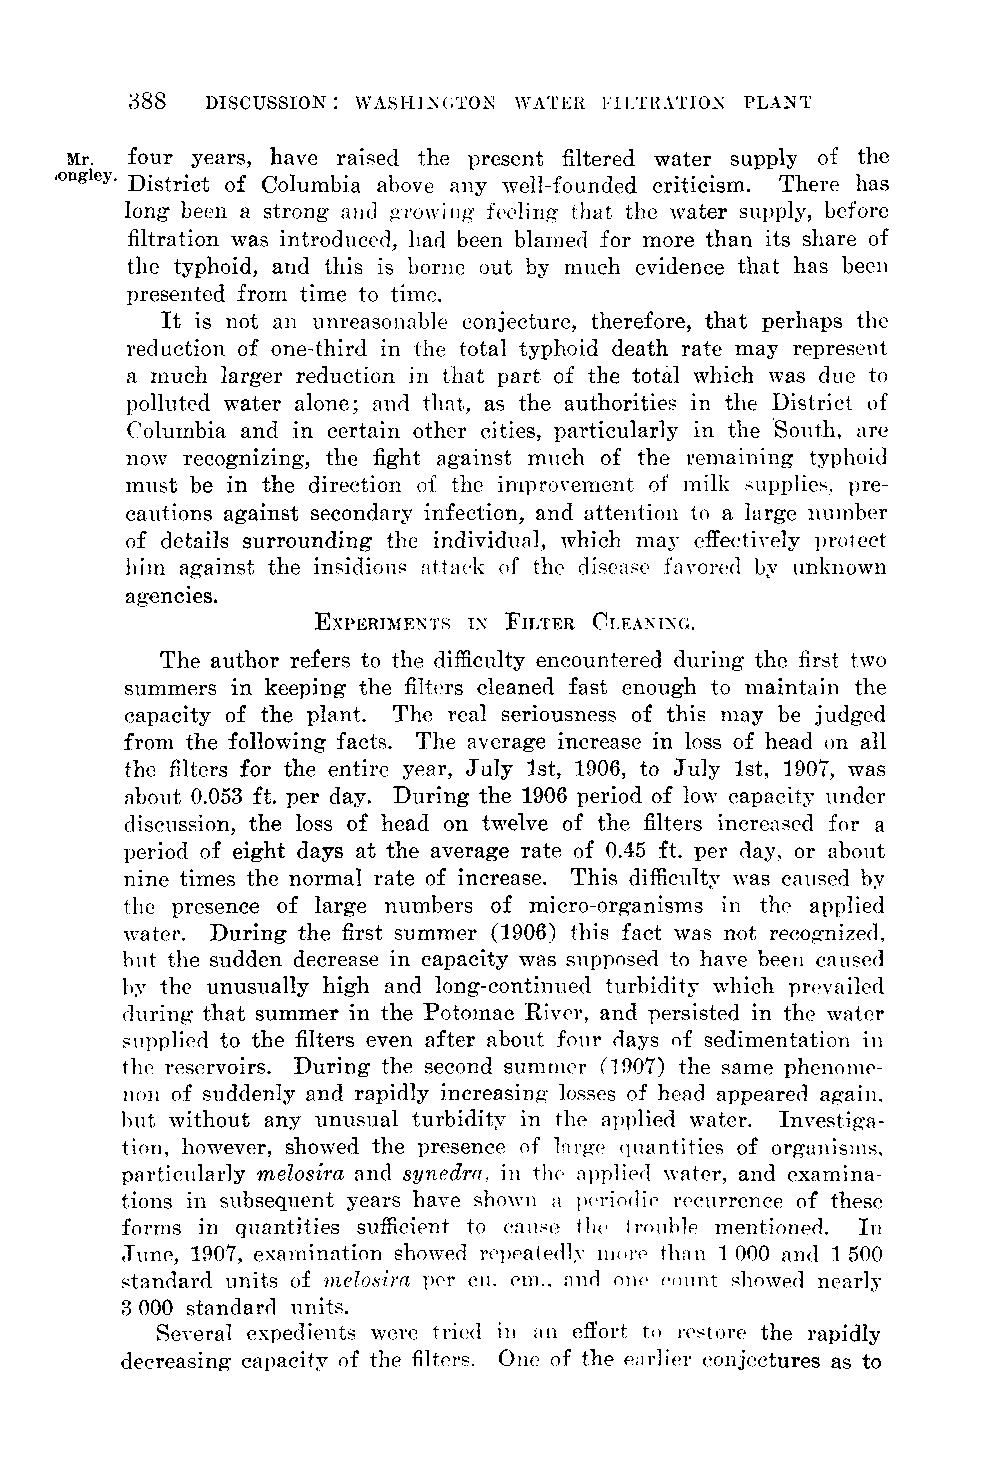 388 DISCUSSION: WASHINGTON WATER FILTRATION PLANT
Mr. four years, have raised the present filtered water supply of the
ongley. District of Columbia above any well-founded criticism. There has
long been a strong and growing feeling that the water supply, before
filtration was introduced, had been blamed for more than its share of
the typhoid, and this is borne out by much evidence that has been
presented from time to time.
It is not an unreasonable conjecture, therefore, that perhaps the
reduction of one-third in the total typhoid death rate may represent
a much larger reduction in that part of the total which was due to
polluted water alone; and that, as the authorities in the District of
Columbia and in certain other cities, particularly in the South, are
now recognizing, the fight against much of the remaining typhoid
must be in the direction of the improvement of milk supplies, pre-
cautions against secondary infection, and attention to a large number
of details surrounding the individual, which may effectively protect
him against the insidious attack of the disease favored by unknown
agencies.
EXPERIMENTS IN FILTER CLEANING.
The author refers to the difficulty encountered during the first two
summers in keeping the filters cleaned fast enough to maintain the
capacity of the plant. The real seriousness of this may be judged
from the following facts. The average increase in loss of head on all
the filters for the entire year, July 1st, 1906, to July 1st, 1907, was
about 0.053 ft. per day. During the 1906 period of low capacity under
discussion, the loss of head on twelve of the filters increased for a
period of eight days at the average rate of 0.45 ft. per day, or about
nine times the normal rate of increase. This difficulty was caused by
the presence of large numbers of micro-organisms in the applied
water. During the first summer (1906) this fact was not recognized,
but the sudden decrease in capacity was supposed to have been caused
by the unusually high and long-continued turbidity which prevailed
during that summer in the Potomac River, and persisted in the water
supplied to the filters even after about four days of sedimentation in
the reservoirs. During the second summer (1907) the same phenome-
non of suddenly and rapidly increasing losses of head appeared again,
but without any unusual turbidity in the applied water. Investiga-
tion, however, showed the presence of large quantities of organisms,
particularly melosira and synedra, in the applied water, and examina-
tions in subsequent years have shown a periodic recurrence of these
forms in quantities sufficient to cause the trouble mentioned. In
June, 1907, examination showed repeatedly more than 1 000 and 1 500
standard units of melosira per cu. cm., and one count showed nearly
3 000 standard units.
Several expedients were tried in an effort to restore the rapidly
decreasing capacity of the filters. One of the earlier conjectures as to